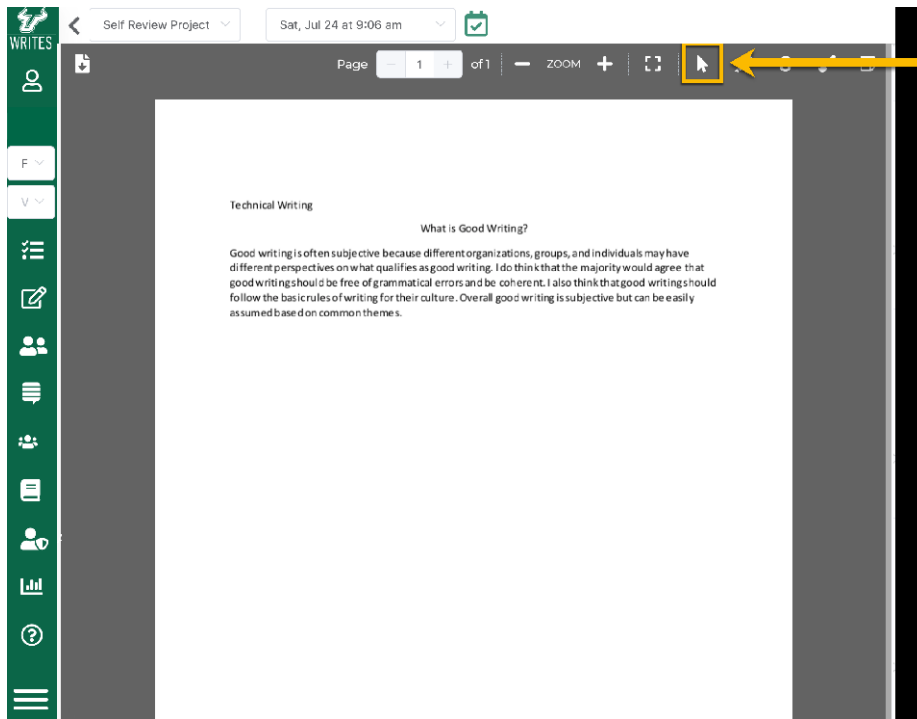 WRITES
Self Review Project
Sat, Jul 24 at 9:06 am
Page 1 of 1 ZOOM
F
V
Technical Writing
What is Good Writing?
Good writing is often subjective because different organizations, groups, and individuals may have
different perspectives on what qualifies as good writing. I do think that the majority would agree that
good writing should be free of grammatical errors and be coherent. I also think that good writing should
follow the basic rules of writing for their culture. Overall good writing is subjective but can be easily
assumed based on common themes.